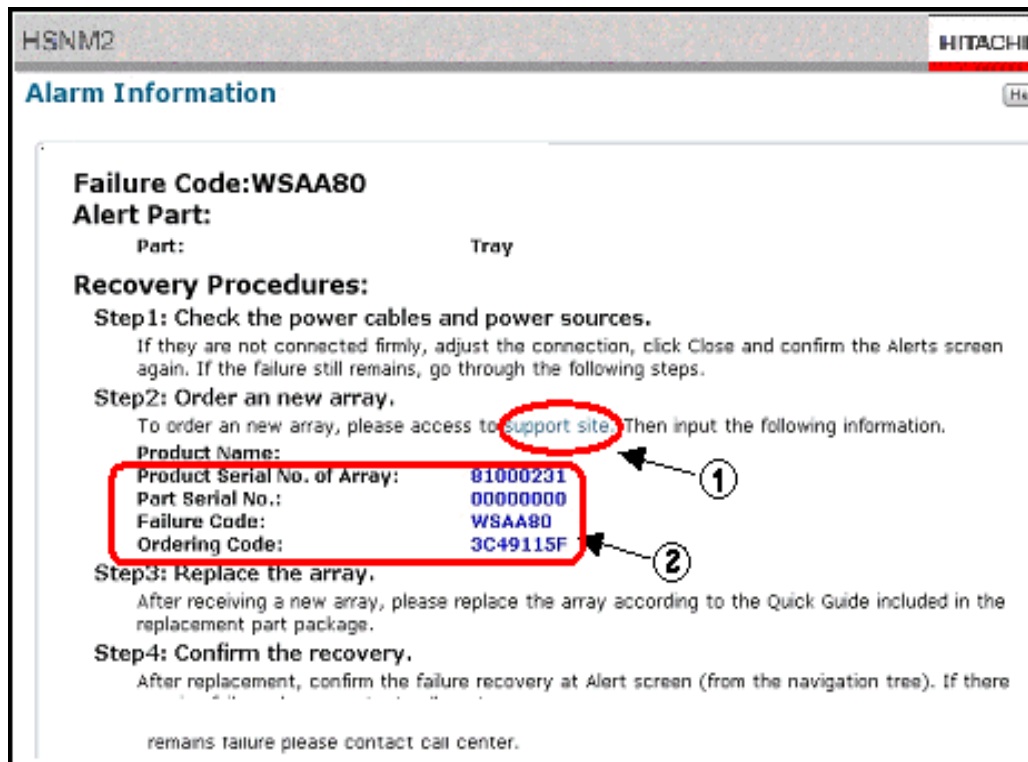 HSNM2
HITACHI
Alarm Information
He
Failure Code:WSAA80
Alert Part:
Part: Tray
Recovery Procedures:
Step1: Check the power cables and power sources.
If they are not connected firmly, adjust the connection, click Close and confirm the Alerts screen
again. If the failure still remains, go through the following steps.
Step2: Order an new array.
To order an new array, please access to support site. Then input the following information.
Product Name:
Product Serial No. of Array: 81000231
Part Serial No.: 00000000
Failure Code: WSAA80
Ordering Code: 3C49115F
1
2
Step3: Replace the array.
After receiving a new array, please replace the array according to the Quick Guide included in the
replacement part package.
Step4: Confirm the recovery.
After replacement, confirm the failure recovery at Alert screen (from the navigation tree). If there
remains failure please contact call center.